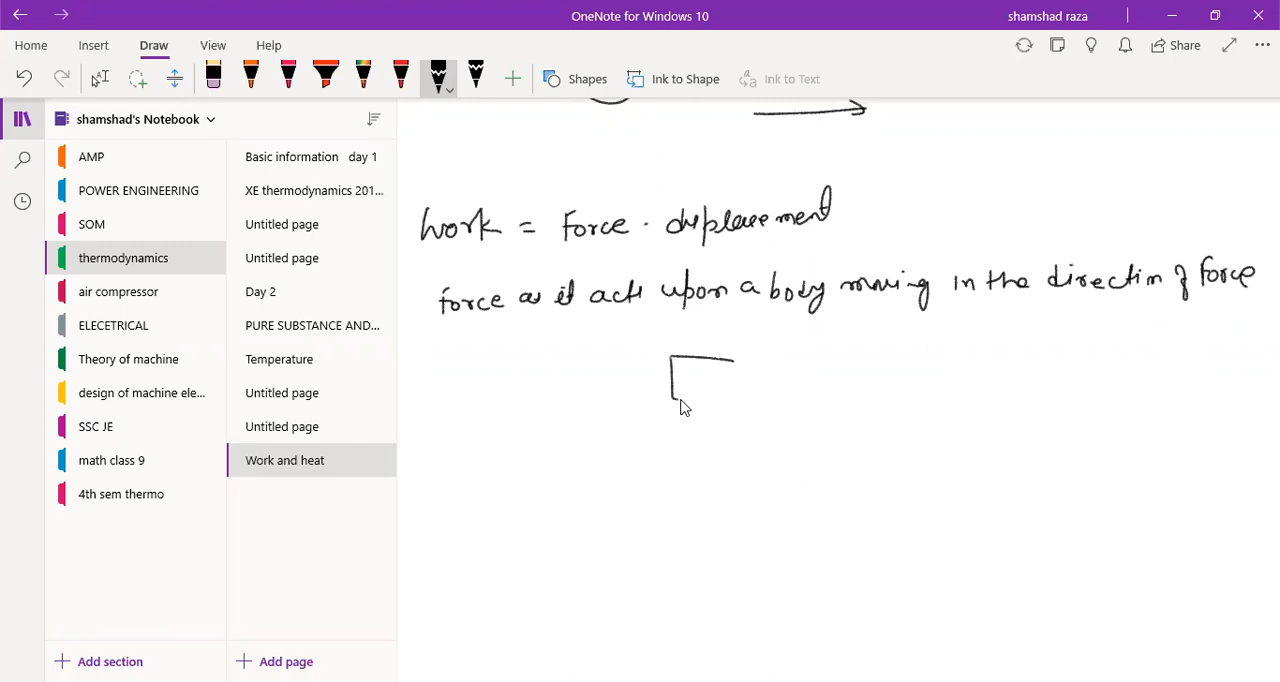 OneNote for Windows 10
shamshad raza
Home Insert Draw View Help
Share
Shapes Ink to Shape Ink to Text
shamshad's Notebook
AMP
POWER ENGINEERING
SOM
thermodynamics
air compressor
ELECETRICAL
Theory of machine
design of machine ele...
SSC JE
math class 9
4th sem thermo
Add section
Basic information day 1
XE thermodynamics 201...
Untitled page
Untitled page
Day 2
PURE SUBSTANCE AND...
Temperature
Untitled page
Untitled page
Work and heat
Add page
Work = Force . displacement
force as it acts upon a body moving in the direction of force